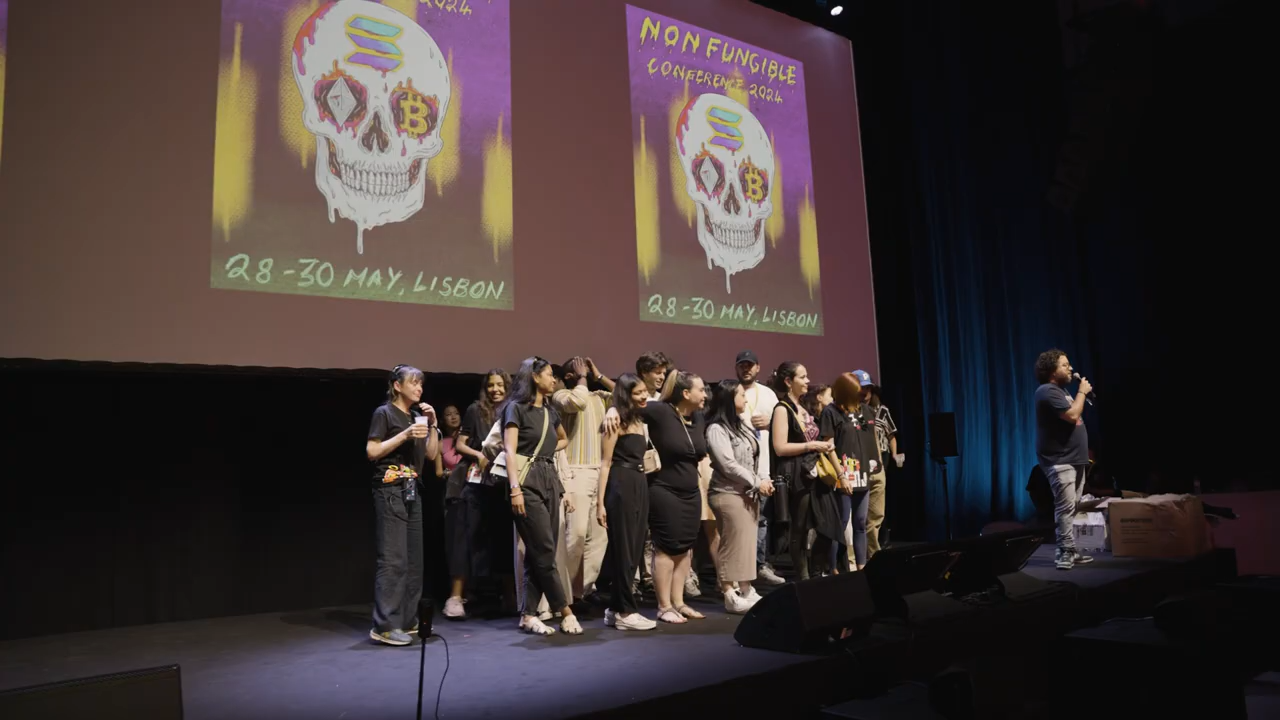 2024
28-30 MAY, LISBON
NON FUNGIBLE
CONFERENCE 2024
28-30 MAY, LISBON